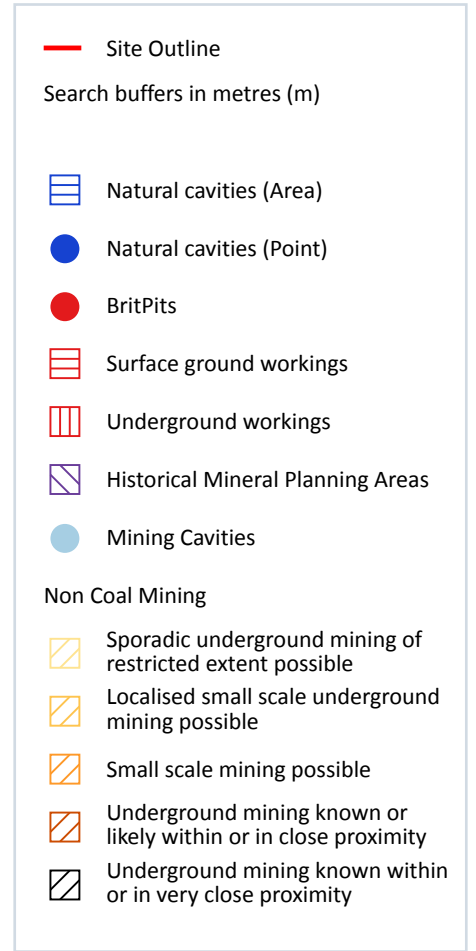 Site Outline
Search buffers in metres (m)
Natural cavities (Area)
Natural cavities (Point)
BritPits
Surface ground workings
Underground workings
Historical Mineral Planning Areas
Mining Cavities
Non Coal Mining
Sporadic underground mining of
restricted extent possible
Localised small scale underground
mining possible
Small scale mining possible
Underground mining known or
likely within or in close proximity
Underground mining known within
or in very close proximity